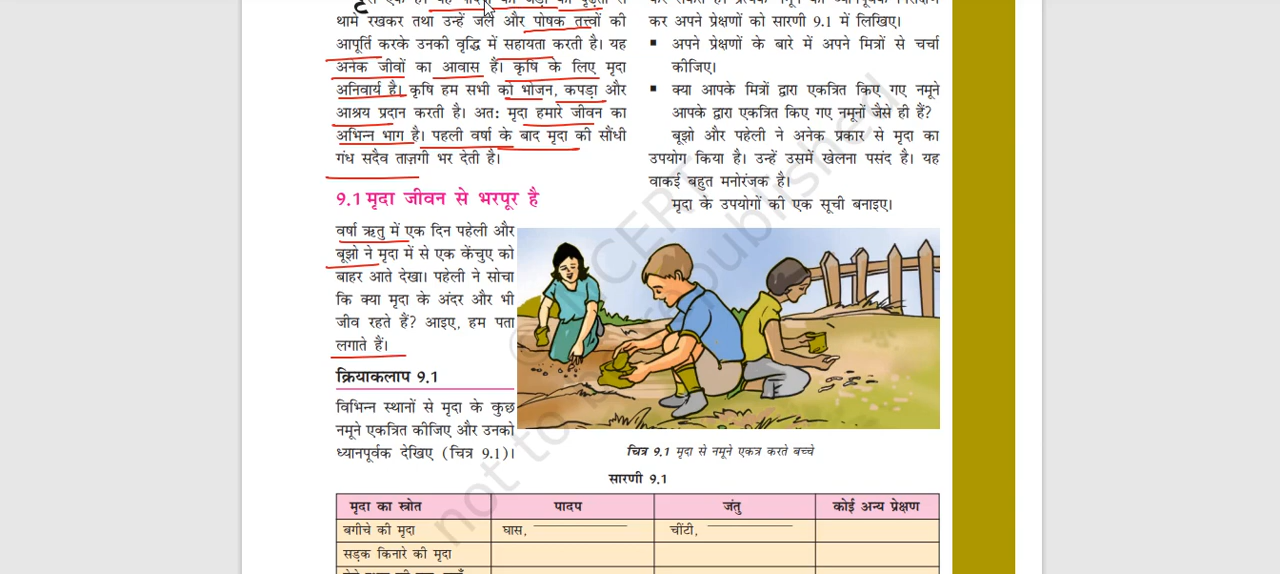 थामे रखकर तथा उन्हें जल और पोषक तत्त्वों की
आपूर्ति करके उनकी वृद्धि में सहायता करती है। यह
अनेक जीवों का आवास है। कृषि के लिए मृदा
अनिवार्य है। कृषि हम सभी को भोजन, कपड़ा और
आश्रय प्रदान करती है। अतः मृदा हमारे जीवन का
अभिन्न भाग है। पहली वर्षा के बाद मृदा की सौंधी
गंध सदैव ताज़गी भर देती है।
9.1 मृदा जीवन से भरपूर है
वर्षा ऋतु में एक दिन पहेली और
बूझो ने मृदा में से एक केंचुए को
बाहर आते देखा। पहेली ने सोचा
कि क्या मृदा के अंदर और भी
जीव रहते हैं? आइए, हम पता
लगाते हैं।
क्रियाकलाप 9.1
विभिन्न स्थानों से मृदा के कुछ
नमूने एकत्रित कीजिए और उनको
ध्यानपूर्वक देखिए (चित्र 9.1)।
कर अपने प्रेक्षणों को सारणी 9.1 में लिखिए।
▪ अपने प्रेक्षणों के बारे में अपने मित्रों से चर्चा
कीजिए।
▪ क्या आपके मित्रों द्वारा एकत्रित किए गए नमूने
आपके द्वारा एकत्रित किए गए नमूनों जैसे ही हैं?
बूझो और पहेली ने अनेक प्रकार से मृदा का
उपयोग किया है। उन्हें उसमें खेलना पसंद है। यह
वाकई बहुत मनोरंजक है।
मृदा के उपयोगों की एक सूची बनाइए।
चित्र 9.1 मृदा से नमूने एकत्र करते बच्चे
सारणी 9.1
मृदा का स्रोत पादप जंतु कोई अन्य प्रेक्षण
बगीचे की मृदा घास, चींटी,
सड़क किनारे की मृदा
© NCERT
not to be republished